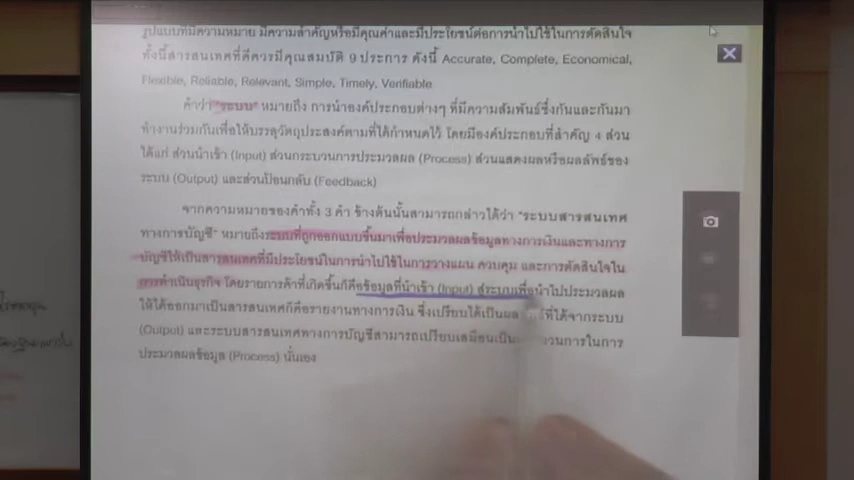 รูปแบบที่มีความหมาย มีความสำคัญหรือมีคุณค่าและมีประโยชน์ต่อการนำไปใช้ในการตัดสินใจ
ทั้งนี้สารสนเทศที่ดีควรมีคุณสมบัติ 9 ประการ ดังนี้ Accurate, Complete, Economical,
Flexible, Reliable, Relevant, Simple, Timely, Verifiable
คำว่า "ระบบ" หมายถึง การนำองค์ประกอบต่างๆ ที่มีความสัมพันธ์ซึ่งกันและกันมา
ทำงานร่วมกันเพื่อให้บรรลุวัตถุประสงค์ตามที่ได้กำหนดไว้ โดยมีองค์ประกอบที่สำคัญ 4 ส่วน
ได้แก่ ส่วนนำเข้า (Input) ส่วนกระบวนการประมวลผล (Process) ส่วนแสดงผลหรือผลลัพธ์ของ
ระบบ (Output) และส่วนป้อนกลับ (Feedback)
จากความหมายของคำทั้ง 3 คำ ข้างต้นนั้นสามารถกล่าวได้ว่า "ระบบสารสนเทศ
ทางการบัญชี" หมายถึงระบบที่ถูกออกแบบขึ้นมาเพื่อประมวลผลข้อมูลทางการเงินและทางการ
บัญชีให้เป็นสารสนเทศที่มีประโยชน์ในการนำไปใช้ในการวางแผน ควบคุม และการตัดสินใจใน
การดำเนินธุรกิจ โดยรายการค้าที่เกิดขึ้นก็คือข้อมูลที่นำเข้า (Input) สู่ระบบเพื่อนำไปประมวลผล
ให้ได้ออกมาเป็นสารสนเทศก็คือรายงานทางการเงิน ซึ่งเปรียบได้เป็นผล ที่ได้จากระบบ
(Output) และระบบสารสนเทศทางการบัญชีสามารถเปรียบเสมือนเป็น วนการในการ
ประมวลผลข้อมูล (Process) นั่นเอง